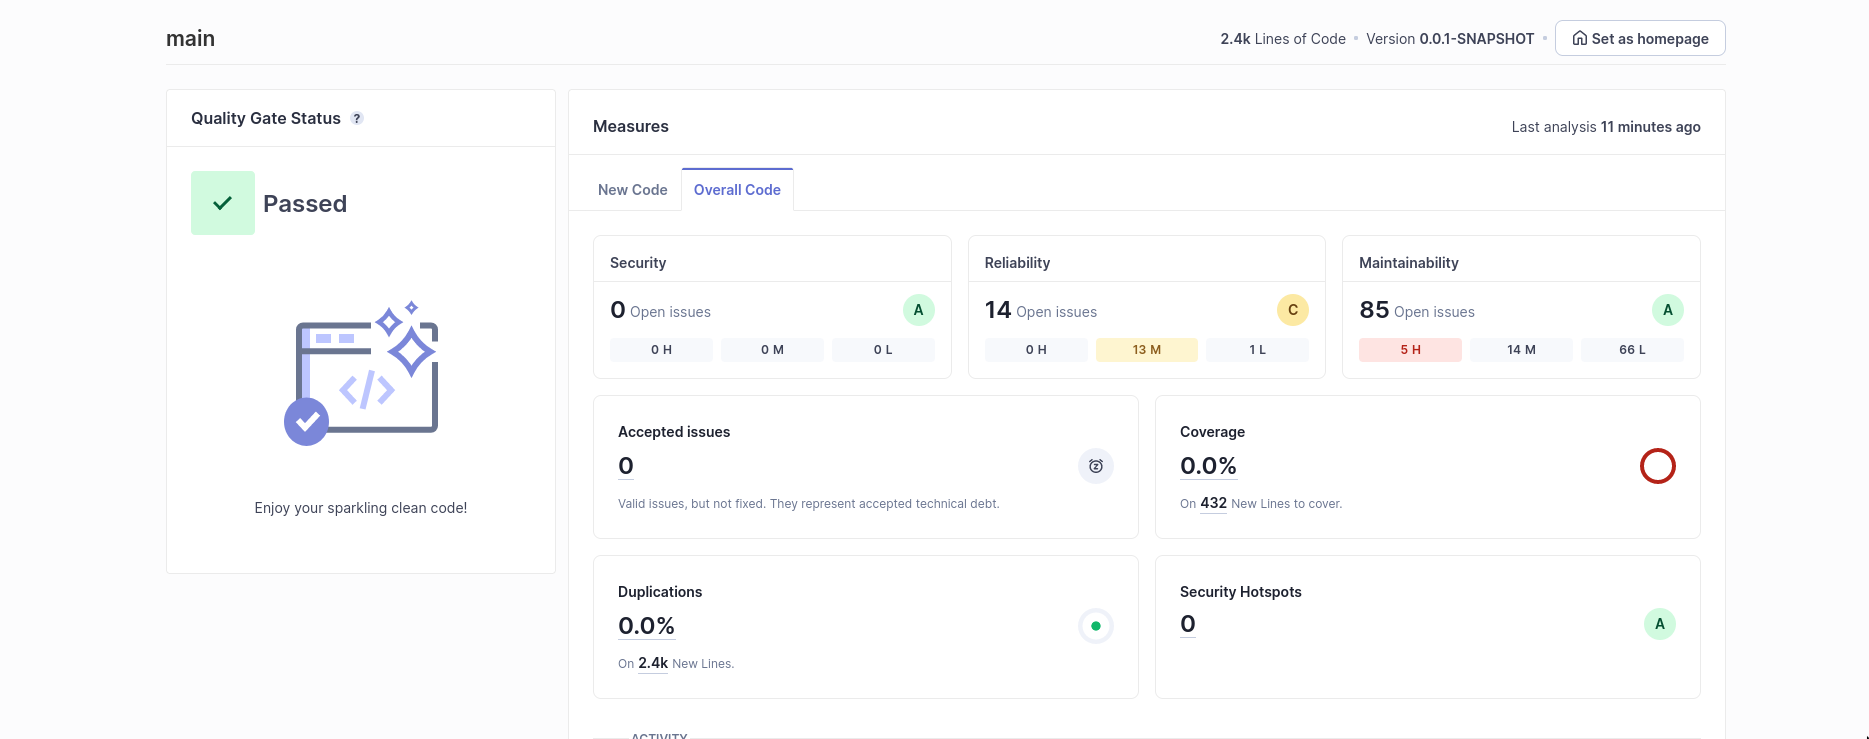 main
2.4k Lines of Code • Version 0.0.1-SNAPSHOT • Set as homepage
Quality Gate Status ?
Passed
Enjoy your sparkling clean code!
Measures
Last analysis 11 minutes ago
New Code Overall Code
Security
0 Open issues A
0 H 0 M 0 L
Reliability
14 Open issues C
0 H 13 M 1 L
Maintainability
85 Open issues A
5 H 14 M 66 L
Accepted issues
0
Valid issues, but not fixed. They represent accepted technical debt.
Coverage
0.0%
On 432 New Lines to cover.
Duplications
0.0%
On 2.4k New Lines.
Security Hotspots
0 A
ACTIVITY